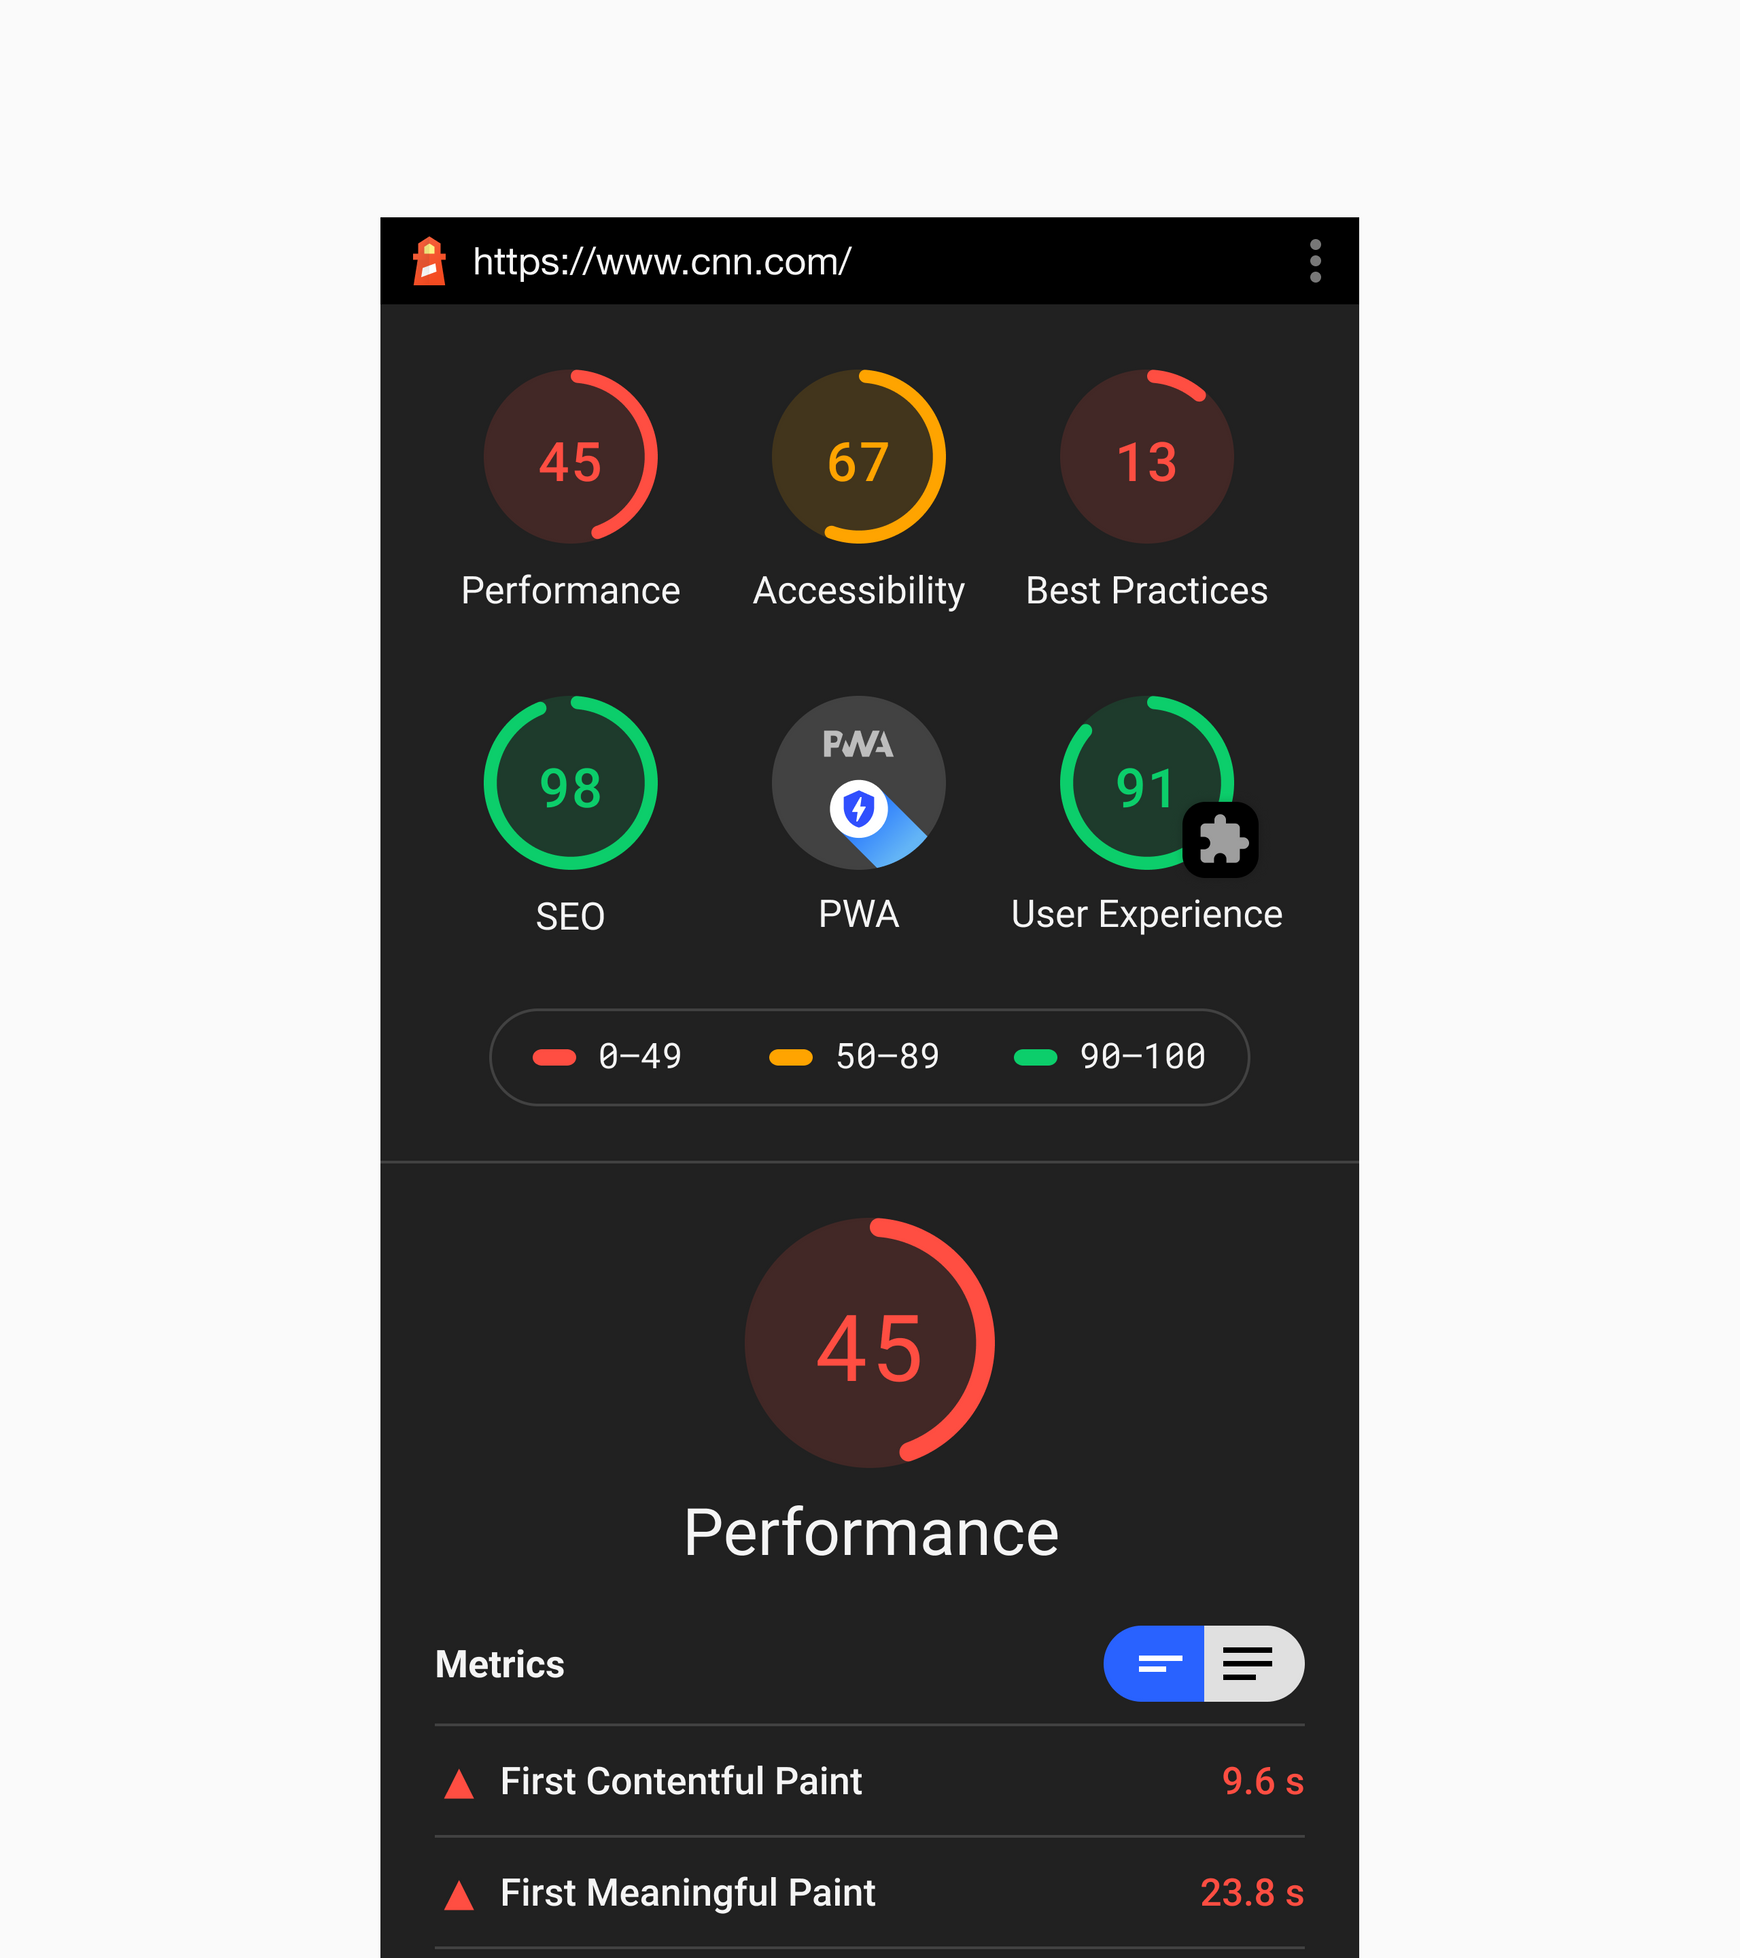 https://www.cnn.com/
45 67 13
Performance Accessibility Best Practices
98 PWA 91
SEO PWA User Experience
0–49 50–89 90–100
45
Performance
Metrics
First Contentful Paint 9.6 s
First Meaningful Paint 23.8 s